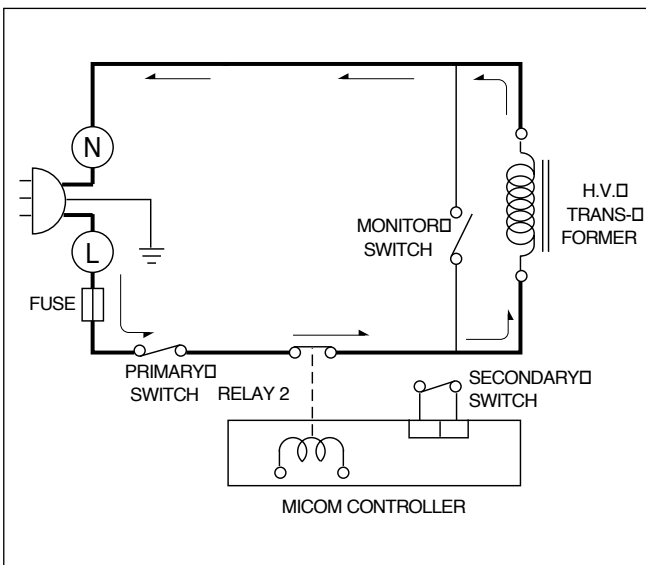 N
L
FUSE
MONITOR□
SWITCH
H.V.□
TRANS-□
FORMER
PRIMARY□
SWITCH
RELAY 2
SECONDARY□
SWITCH
MICOM CONTROLLER